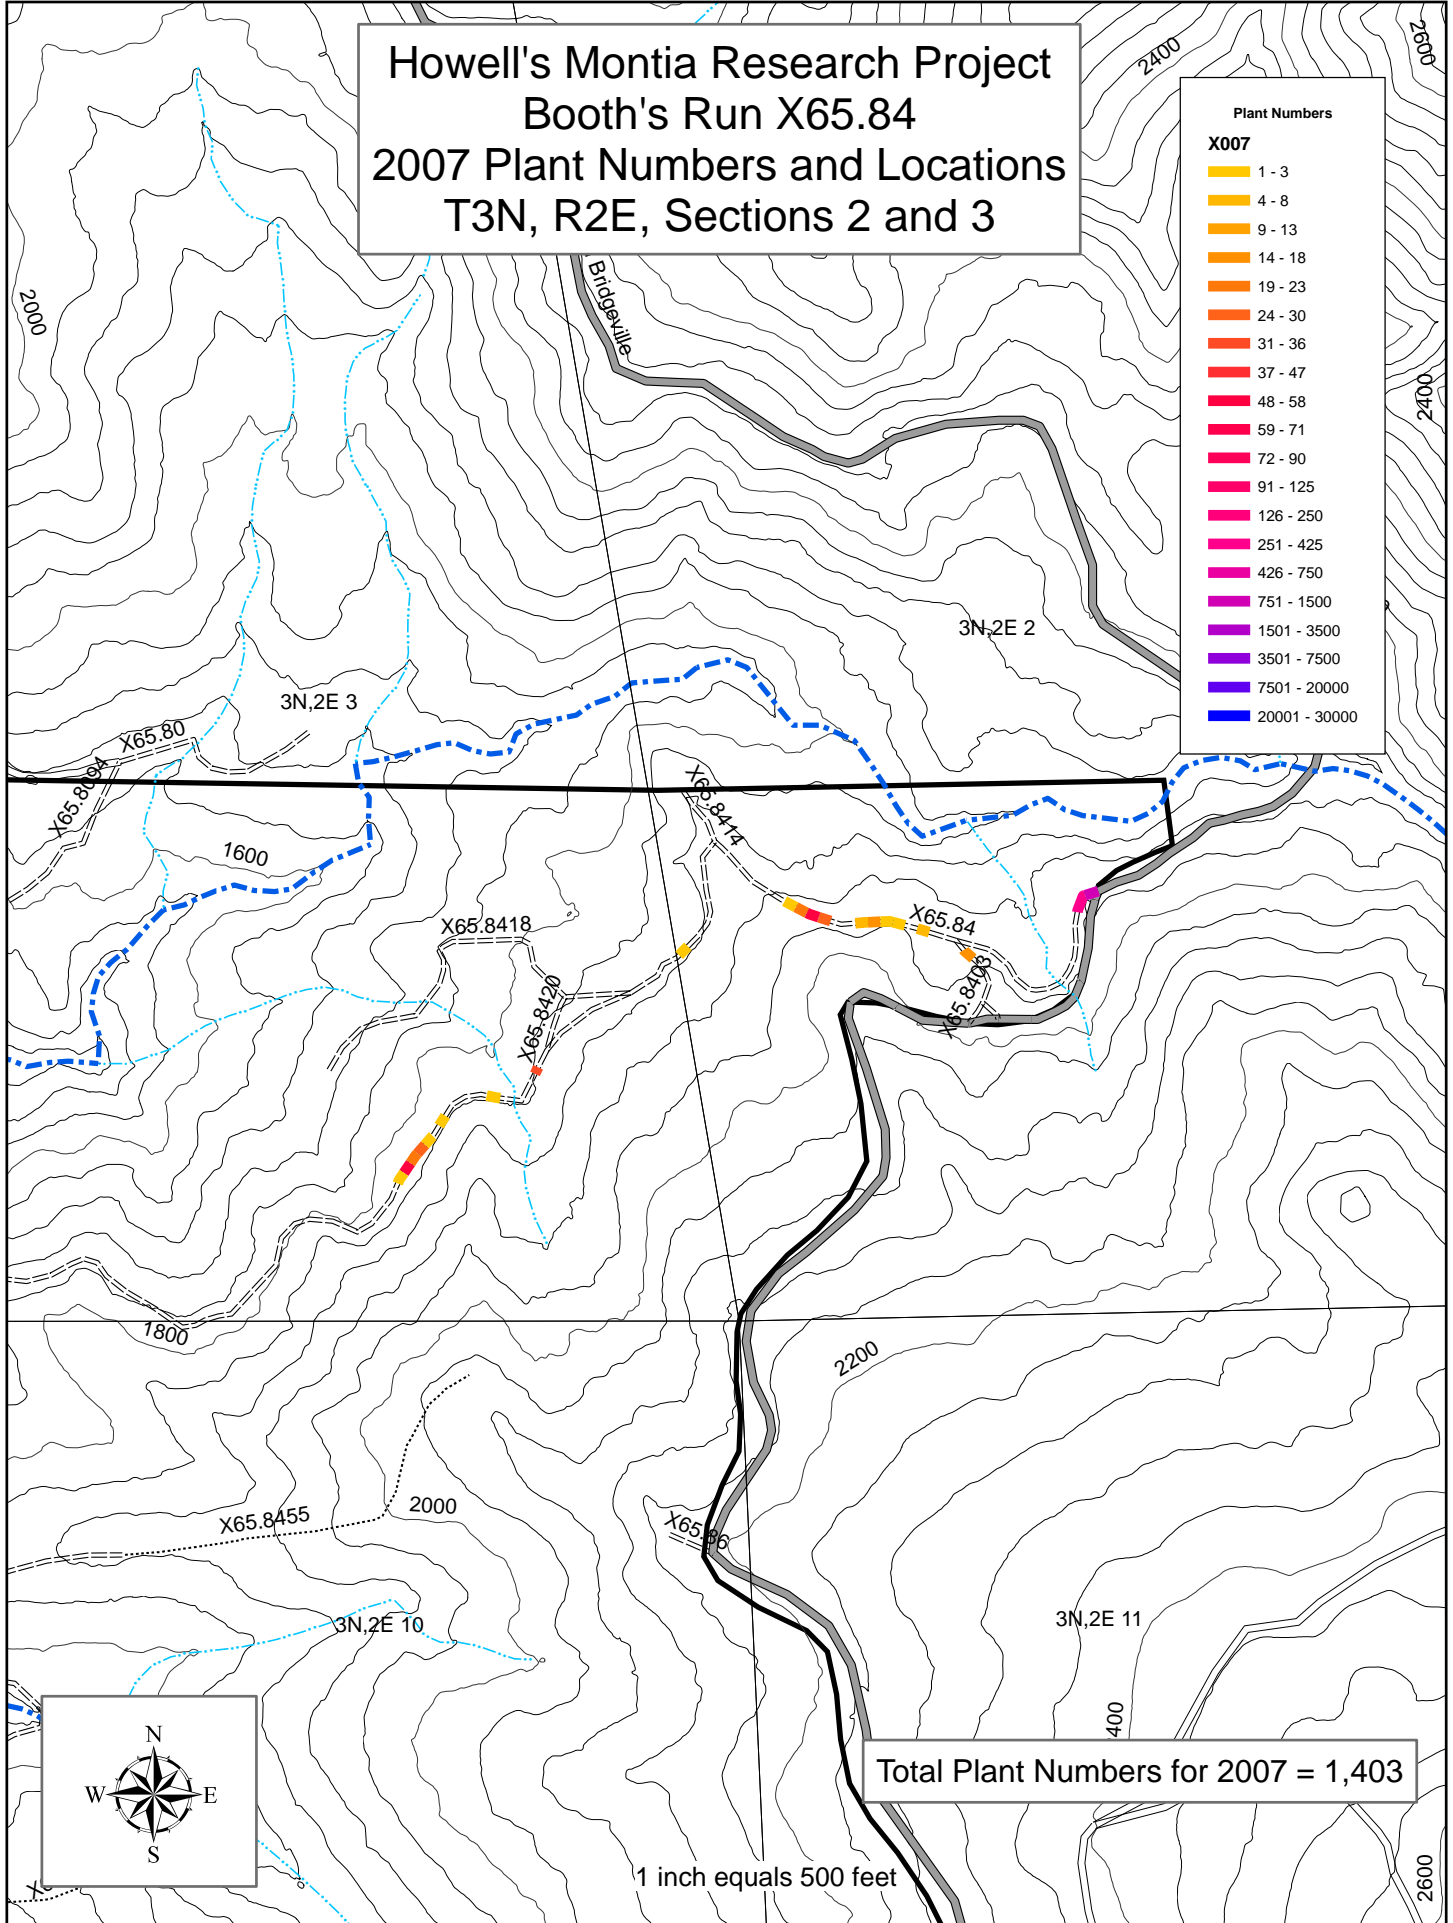 Howell's Montia Research Project
Booth's Run X65.84
2007 Plant Numbers and Locations
T3N, R2E, Sections 2 and 3
2400
2600
Plant Numbers
X007
1 - 3
4 - 8
9 - 13
14 - 18
19 - 23
24 - 30
31 - 36
37 - 47
48 - 58
59 - 71
72 - 90
91 - 125
126 - 250
251 - 425
426 - 750
751 - 1500
1501 - 3500
3501 - 7500
7501 - 20000
20001 - 30000
2000
Bridgeville
2400
3N,2E 2
3N,2E 3
X65.80
X65.8094
X65.8414
1600
X65.8418
X65.84
X65.8403
X65.8420
1800
2200
X65.8455
2000
X65.86
3N,2E 10
3N,2E 11
400
N
W
E
S
Total Plant Numbers for 2007 = 1,403
1 inch equals 500 feet
2600